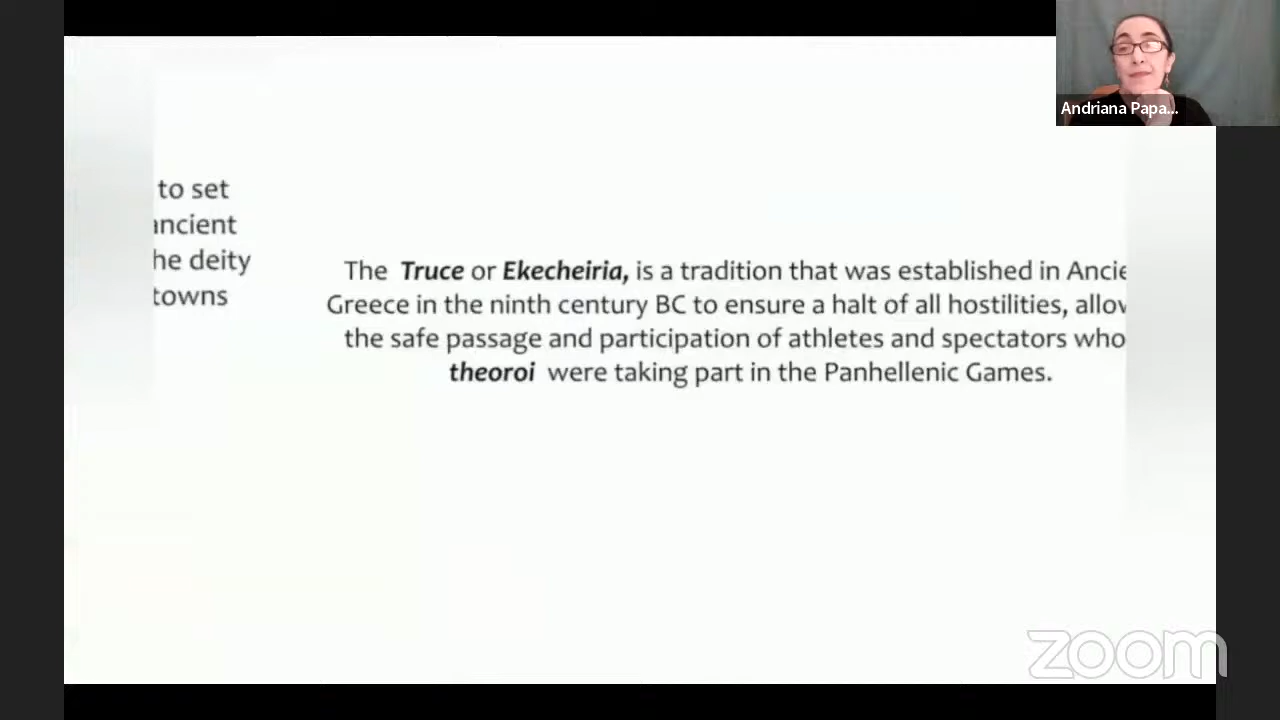 Andriana Papa...
to set
ancient
he deity
towns
The Truce or Ekecheiria, is a tradition that was established in Ancie
Greece in the ninth century BC to ensure a halt of all hostilities, allow
the safe passage and participation of athletes and spectators who
theoroi were taking part in the Panhellenic Games.
zoom